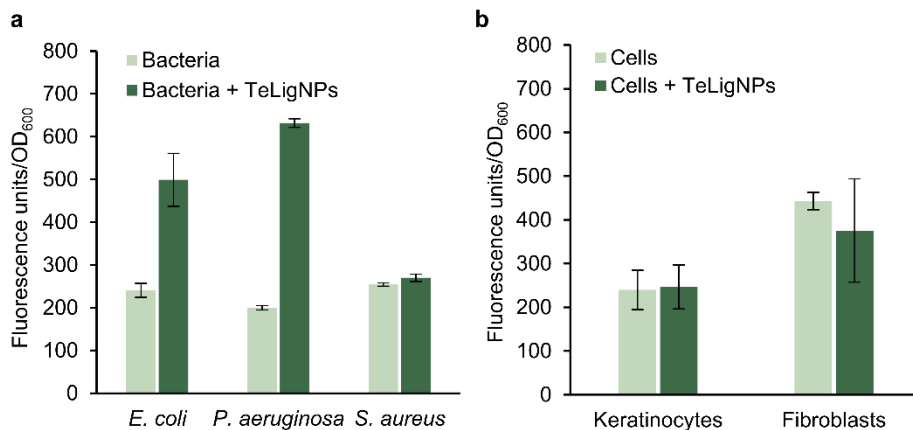 a
Fluorescence units/OD600
800
700
600
500
400
300
200
100
0
Bacteria
Bacteria + TeLigNPs
E. coli P. aeruginosa S. aureus
b
Fluorescence units/OD600
800
700
600
500
400
300
200
100
0
Cells
Cells + TeLigNPs
Keratinocytes Fibroblasts